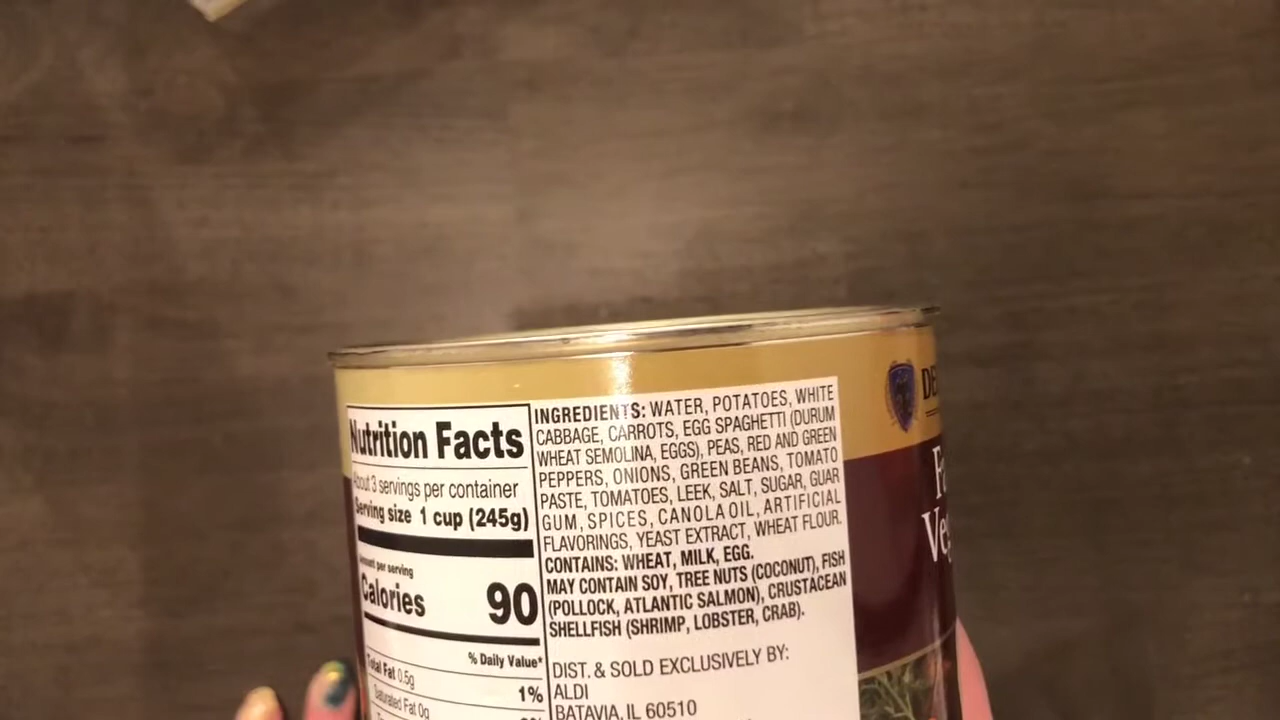 Nutrition Facts
About 3 servings per container
Serving size 1 cup (245g)
Amount per serving
Calories 90
% Daily Value*
Total Fat 0.5g 1%
Saturated Fat 0g
INGREDIENTS: WATER, POTATOES, WHITE
CABBAGE, CARROTS, EGG SPAGHETTI (DURUM
WHEAT SEMOLINA, EGGS), PEAS, RED AND GREEN
PEPPERS, ONIONS, GREEN BEANS, TOMATO
PASTE, TOMATOES, LEEK, SALT, SUGAR, GUAR
GUM, SPICES, CANOLA OIL, ARTIFICIAL
FLAVORINGS, YEAST EXTRACT, WHEAT FLOUR.
CONTAINS: WHEAT, MILK, EGG.
MAY CONTAIN SOY, TREE NUTS (COCONUT), FISH
(POLLOCK, ATLANTIC SALMON), CRUSTACEAN
SHELLFISH (SHRIMP, LOBSTER, CRAB).
DIST. & SOLD EXCLUSIVELY BY:
ALDI
BATAVIA, IL 60510